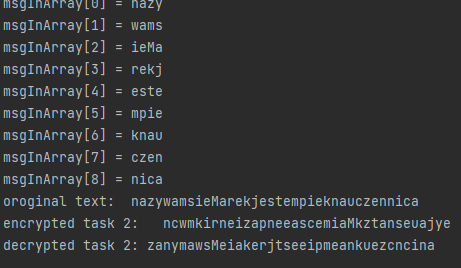 msgInArray[0] = nazy
msgInArray[1] = wams
msgInArray[2] = ieMa
msgInArray[3] = rekj
msgInArray[4] = este
msgInArray[5] = mpie
msgInArray[6] = knau
msgInArray[7] = czen
msgInArray[8] = nica
oroginal text:  nazywamsieMarekjestempieknauczennica
encrypted task 2:   ncwmkirneizapneeascemiaMkztanseuajye
decrypted task 2: zanymawsMeiakerjtseeipmeankuezcncina